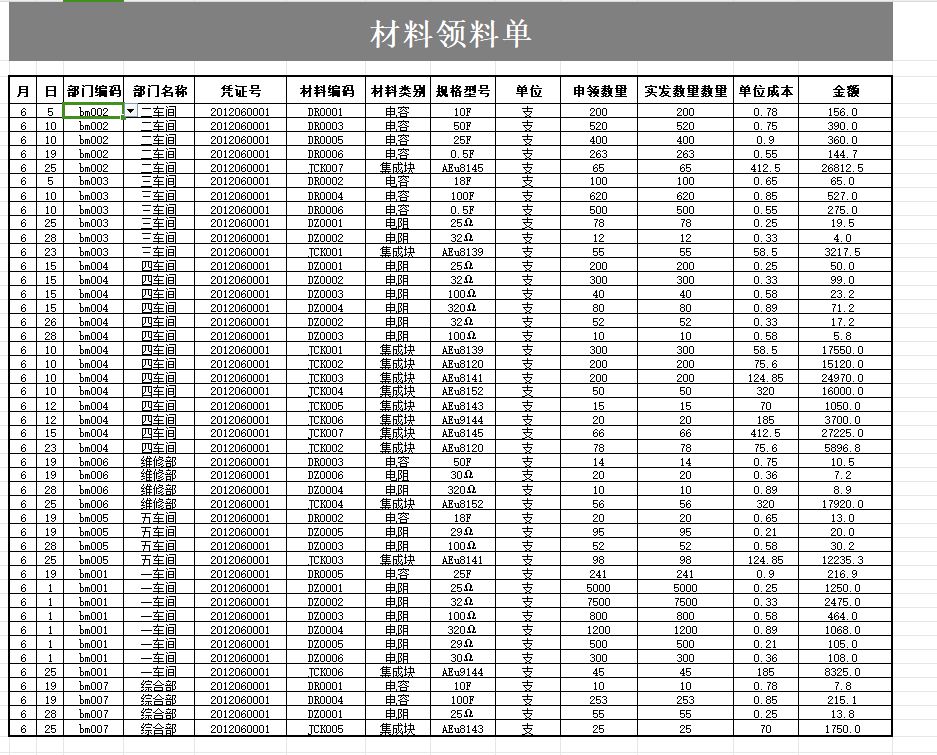 材料领料单
月 日 部门编码 部门名称 凭证号 材料编码 材料类别 规格型号 单位 申领数量 实发数量数量 单位成本 金额
6 5 bm002 二车间 2012060001 DR0001 电容 10F 支 200 200 0.78 156.0
6 10 bm002 二车间 2012060001 DR0003 电容 50F 支 520 520 0.75 390.0
6 10 bm002 二车间 2012060001 DR0005 电容 25F 支 400 400 0.9 360.0
6 19 bm002 二车间 2012060001 DR0006 电容 0.5F 支 263 263 0.55 144.7
6 25 bm002 二车间 2012060001 JCK007 集成块 AEu8145 支 65 65 412.5 26812.5
6 5 bm003 三车间 2012060001 DR0002 电容 18F 支 100 100 0.65 65.0
6 10 bm003 三车间 2012060001 DR0004 电容 100F 支 620 620 0.85 527.0
6 10 bm003 三车间 2012060001 DR0006 电容 0.5F 支 500 500 0.55 275.0
6 25 bm003 三车间 2012060001 DZ0001 电阻 25Ω 支 78 78 0.25 19.5
6 28 bm003 三车间 2012060001 DZ0002 电阴 32Ω 支 12 12 0.33 4.0
6 23 bm003 三车间 2012060001 JCK001 集成块 AEu8139 支 55 55 58.5 3217.5
6 15 bm004 四车间 2012060001 DZ0001 电阴 25Ω 支 200 200 0.25 50.0
6 15 bm004 四车间 2012060001 DZ0002 电阴 32Ω 支 300 300 0.33 99.0
6 15 bm004 四车间 2012060001 DZ0003 电阴 100Ω 支 40 40 0.58 23.2
6 15 bm004 四车间 2012060001 DZ0004 电阴 320Ω 支 80 80 0.89 71.2
6 26 bm004 四车间 2012060001 DZ0002 电阴 32Ω 支 52 52 0.33 17.2
6 28 bm004 四车间 2012060001 DZ0003 电阴 100Ω 支 10 10 0.58 5.8
6 10 bm004 四车间 2012060001 JCK001 集成块 AEu8139 支 300 300 58.5 17550.0
6 10 bm004 四车间 2012060001 JCK002 集成块 AEu8120 支 200 200 75.6 15120.0
6 10 bm004 四车间 2012060001 JCK003 集成块 AEu8141 支 200 200 124.85 24970.0
6 10 bm004 四车间 2012060001 JCK004 集成块 AEu8152 支 50 50 320 16000.0
6 12 bm004 四车间 2012060001 JCK005 集成块 AEu8143 支 15 15 70 1050.0
6 12 bm004 四车间 2012060001 JCK006 集成块 AEu9144 支 20 20 185 3700.0
6 15 bm004 四车间 2012060001 JCK007 集成块 AEu8145 支 66 66 412.5 27225.0
6 23 bm004 四车间 2012060001 JCK002 集成块 AEu8120 支 78 78 75.6 5896.8
6 19 bm006 维修部 2012060001 DR0003 电容 50F 支 14 14 0.75 10.5
6 19 bm006 维修部 2012060001 DZ0006 电阻 30Ω 支 20 20 0.36 7.2
6 28 bm006 维修部 2012060001 DZ0004 电阴 320Ω 支 10 10 0.89 8.9
6 25 bm006 维修部 2012060001 JCK004 集成块 AEu8152 支 56 56 320 17920.0
6 19 bm005 五车间 2012060001 DR0002 电容 18F 支 20 20 0.65 13.0
6 19 bm005 五车间 2012060001 DZ0005 电阴 29Ω 支 95 95 0.21 20.0
6 28 bm005 五车间 2012060001 DZ0003 电阴 100Ω 支 52 52 0.58 30.2
6 25 bm005 五车间 2012060001 JCK003 集成块 AEu8141 支 98 98 124.85 12235.3
6 19 bm001 一车间 2012060001 DR0005 电容 25F 支 241 241 0.9 216.9
6 1 bm001 一车间 2012060001 DZ0001 电阴 25Ω 支 5000 5000 0.25 1250.0
6 1 bm001 一车间 2012060001 DZ0002 电阴 32Ω 支 7500 7500 0.33 2475.0
6 1 bm001 一车间 2012060001 DZ0003 电阴 100Ω 支 800 800 0.58 464.0
6 1 bm001 一车间 2012060001 DZ0004 电阴 320Ω 支 1200 1200 0.89 1068.0
6 1 bm001 一车间 2012060001 DZ0005 电阴 29Ω 支 500 500 0.21 105.0
6 1 bm001 一车间 2012060001 DZ0006 电阴 30Ω 支 300 300 0.36 108.0
6 25 bm001 一车间 2012060001 JCK006 集成块 AEu9144 支 45 45 185 8325.0
6 19 bm007 综合部 2012060001 DR0001 电容 10F 支 10 10 0.78 7.8
6 19 bm007 综合部 2012060001 DR0004 电容 100F 支 253 253 0.85 215.1
6 28 bm007 综合部 2012060001 DZ0001 电阴 25Ω 支 55 55 0.25 13.8
6 25 bm007 综合部 2012060001 JCK005 集成块 AEu8143 支 25 25 70 1750.0